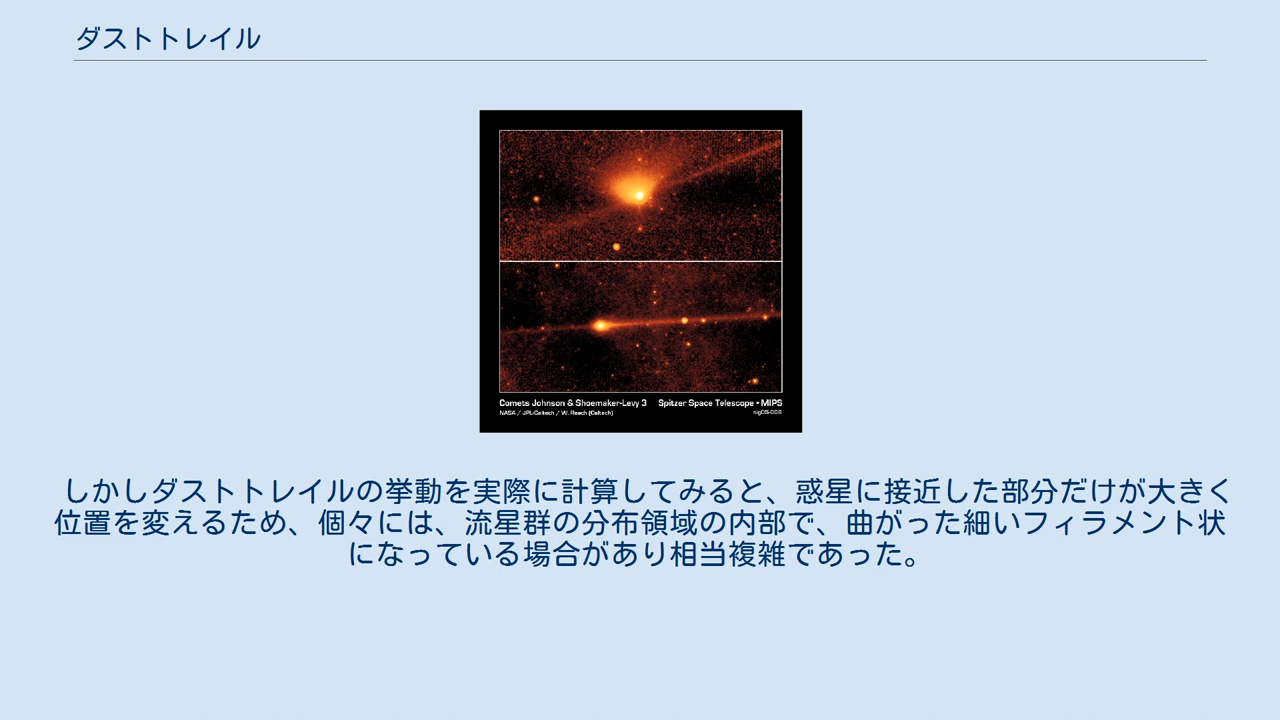 ダストトレイル
Comets Johnson & Shoemaker-Levy 3 Spitzer Space Telescope • MIPS
NASA / JPL-Caltech / W. Reach (Caltech) sig05-009
しかしダストトレイルの挙動を実際に計算してみると、惑星に接近した部分だけが大きく
位置を変えるため、個々には、流星群の分布領域の内部で、曲がった細いフィラメント状
になっている場合があり相当複雑であった。